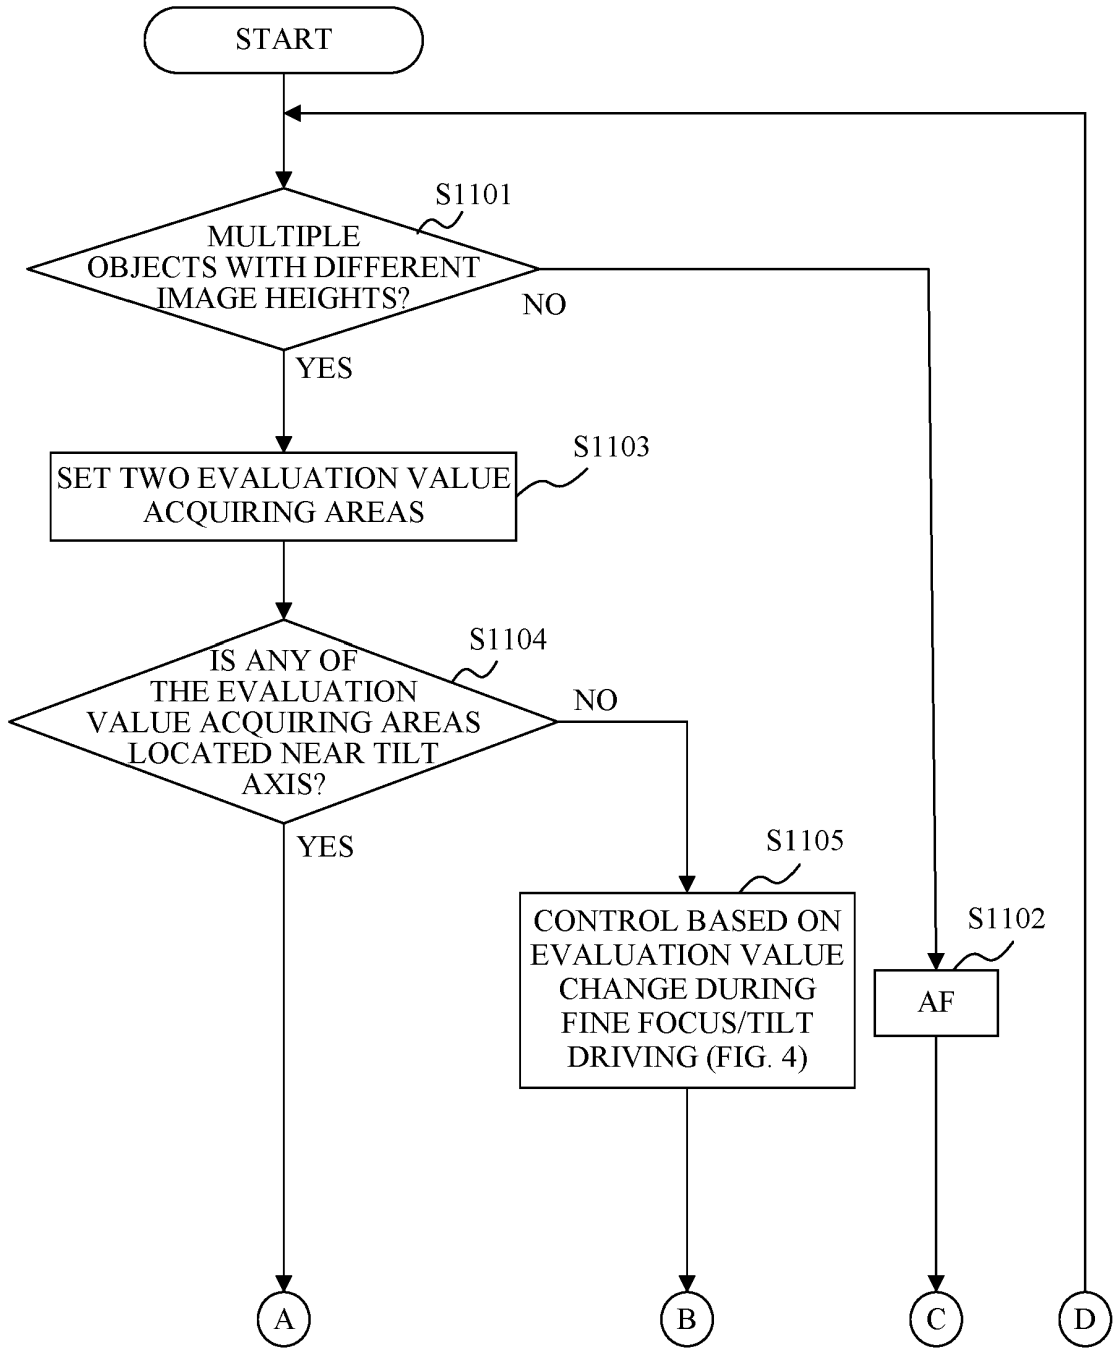 START
S1101
MULTIPLE
OBJECTS WITH DIFFERENT
IMAGE HEIGHTS?
NO
YES
S1103
SET TWO EVALUATION VALUE
ACQUIRING AREAS
S1104
IS ANY OF
THE EVALUATION
VALUE ACQUIRING AREAS
LOCATED NEAR TILT
AXIS?
NO
YES
S1105
CONTROL BASED ON
EVALUATION VALUE
CHANGE DURING
FINE FOCUS/TILT
DRIVING (FIG. 4)
S1102
AF
A
B
C
D